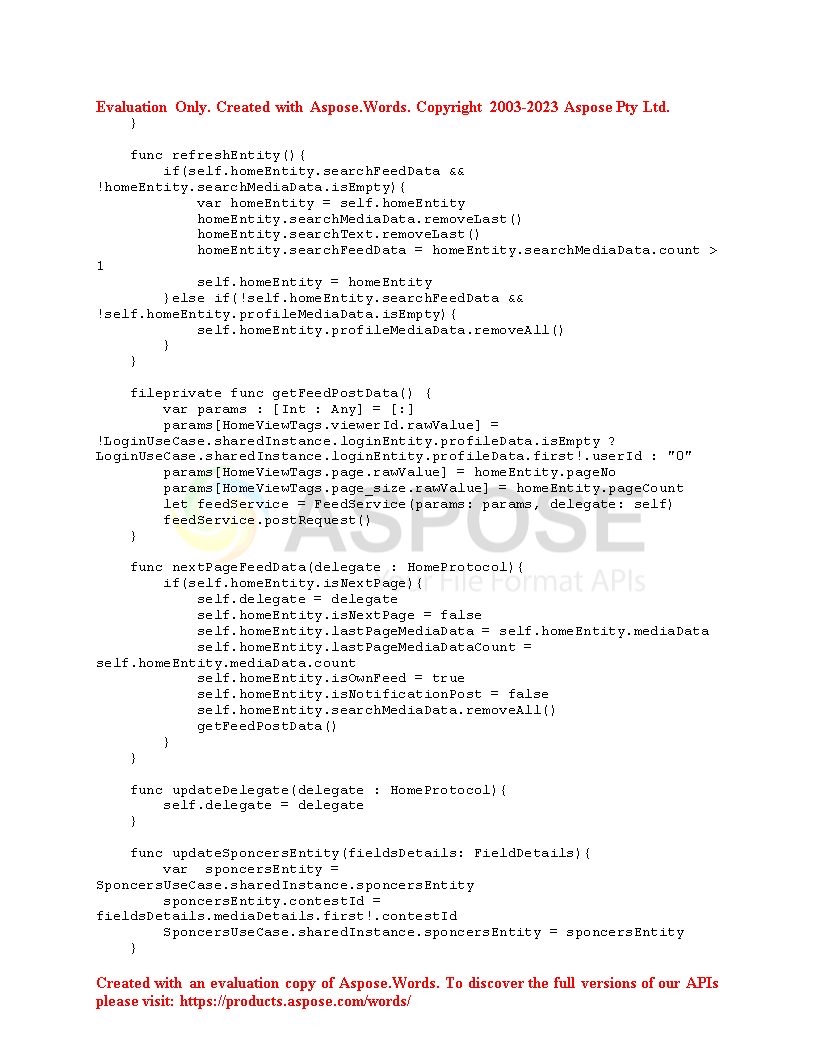 Evaluation Only. Created with Aspose.Words. Copyright 2003-2023 Aspose Pty Ltd.
    }

    func refreshEntity(){
        if(self.homeEntity.searchFeedData &&
!homeEntity.searchMediaData.isEmpty){
            var homeEntity = self.homeEntity
            homeEntity.searchMediaData.removeLast()
            homeEntity.searchText.removeLast()
            homeEntity.searchFeedData = homeEntity.searchMediaData.count >
1
            self.homeEntity = homeEntity
        }else if(!self.homeEntity.searchFeedData &&
!self.homeEntity.profileMediaData.isEmpty){
            self.homeEntity.profileMediaData.removeAll()
        }
    }

    fileprivate func getFeedPostData() {
        var params : [Int : Any] = [:]
        params[HomeViewTags.viewerId.rawValue] =
!LoginUseCase.sharedInstance.loginEntity.profileData.isEmpty ?
LoginUseCase.sharedInstance.loginEntity.profileData.first!.userId : "0"
        params[HomeViewTags.page.rawValue] = homeEntity.pageNo
        params[HomeViewTags.page_size.rawValue] = homeEntity.pageCount
        let feedService = FeedService(params: params, delegate: self)
        feedService.postRequest()
    }
ASPOSE
Your File Format APIs

    func nextPageFeedData(delegate : HomeProtocol){
        if(self.homeEntity.isNextPage){
            self.delegate = delegate
            self.homeEntity.isNextPage = false
            self.homeEntity.lastPageMediaData = self.homeEntity.mediaData
            self.homeEntity.lastPageMediaDataCount =
self.homeEntity.mediaData.count
            self.homeEntity.isOwnFeed = true
            self.homeEntity.isNotificationPost = false
            self.homeEntity.searchMediaData.removeAll()
            getFeedPostData()
        }
    }

    func updateDelegate(delegate : HomeProtocol){
        self.delegate = delegate
    }

    func updateSponcersEntity(fieldsDetails: FieldDetails){
        var  sponcersEntity =
SponcersUseCase.sharedInstance.sponcersEntity
        sponcersEntity.contestId =
fieldsDetails.mediaDetails.first!.contestId
        SponcersUseCase.sharedInstance.sponcersEntity = sponcersEntity
    }

Created with an evaluation copy of Aspose.Words. To discover the full versions of our APIs
please visit: https://products.aspose.com/words/